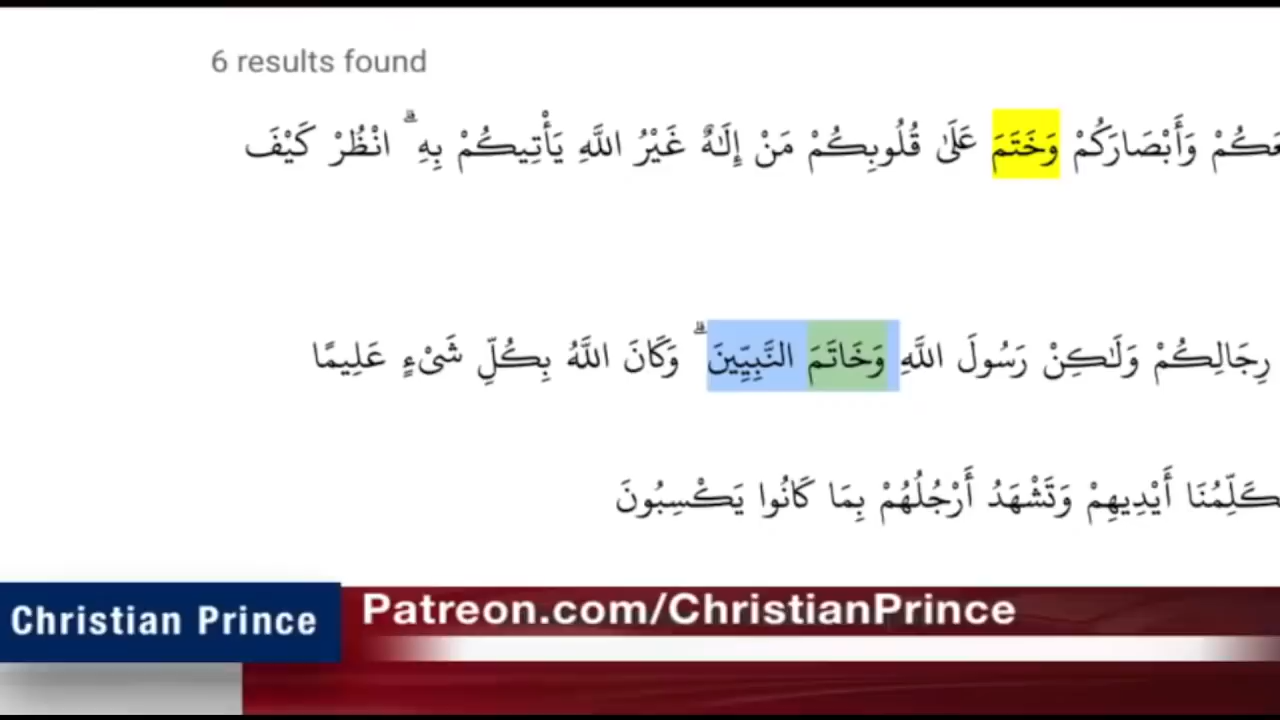 6 results found
وَأَبْصَارَكُمْ وَخَتَمَ عَلَىٰ قُلُوبِكُمْ مَنْ إِلَٰهٌ غَيْرُ اللَّهِ يَأْتِيكُمْ بِهِ ۗ انْظُرْ كَيْفَ
رِجَالِكُمْ وَلَٰكِنْ رَسُولَ اللَّهِ وَخَاتَمَ النَّبِيِّينَ ۗ وَكَانَ اللَّهُ بِكُلِّ شَيْءٍ عَلِيمًا
أَيْدِيهِمْ وَتَشْهَدُ أَرْجُلُهُمْ بِمَا كَانُوا يَكْسِبُونَ
Christian Prince
Patreon.com/ChristianPrince